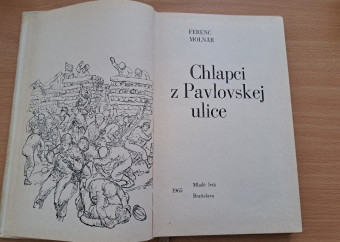 FERENC
MOLNÁR
Chlapci
z Pavlovskej
ulice
1965
Mladé letá
Bratislava